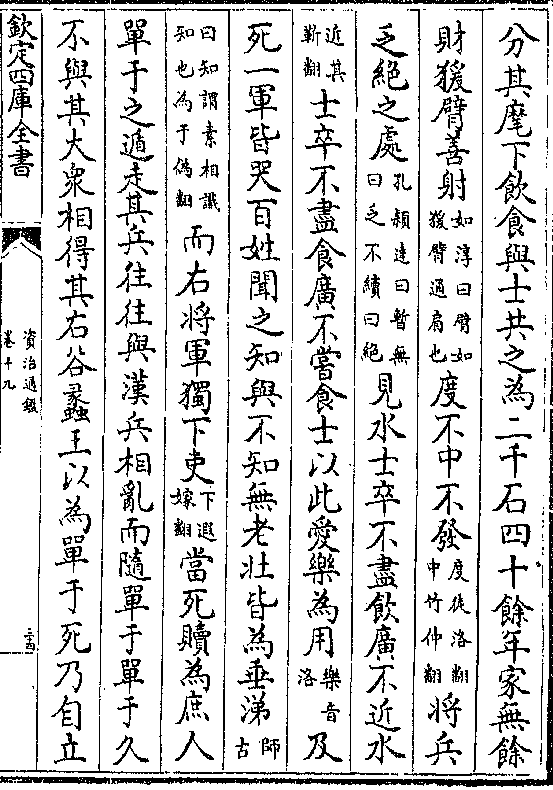 分其麾下飲食與士共之為二千石四十餘年家無餘
財猨臂善射如淳曰臂如猨臂通肩也度不中不發度徒洛翻中竹仲翻將兵
乏絕之處孔穎達曰暫無曰乏不續曰絕見水士卒不盡飲廣不近水
近其靳翻士卒不盡食廣不嘗食士以此愛樂為用樂音洛及
死一軍皆哭百姓聞之知與不知無老壯皆為垂涕師古
曰知謂素相識知也為于偽翻而右將軍獨下吏下遐嫁翻當死贖為庶人
單于之遁走其兵往往與漢兵相亂而隨單于單于久
不與其大衆相得其右谷蠡王以為單于死乃自立
欽定四庫全書
資治通鑑
卷十九
二十四